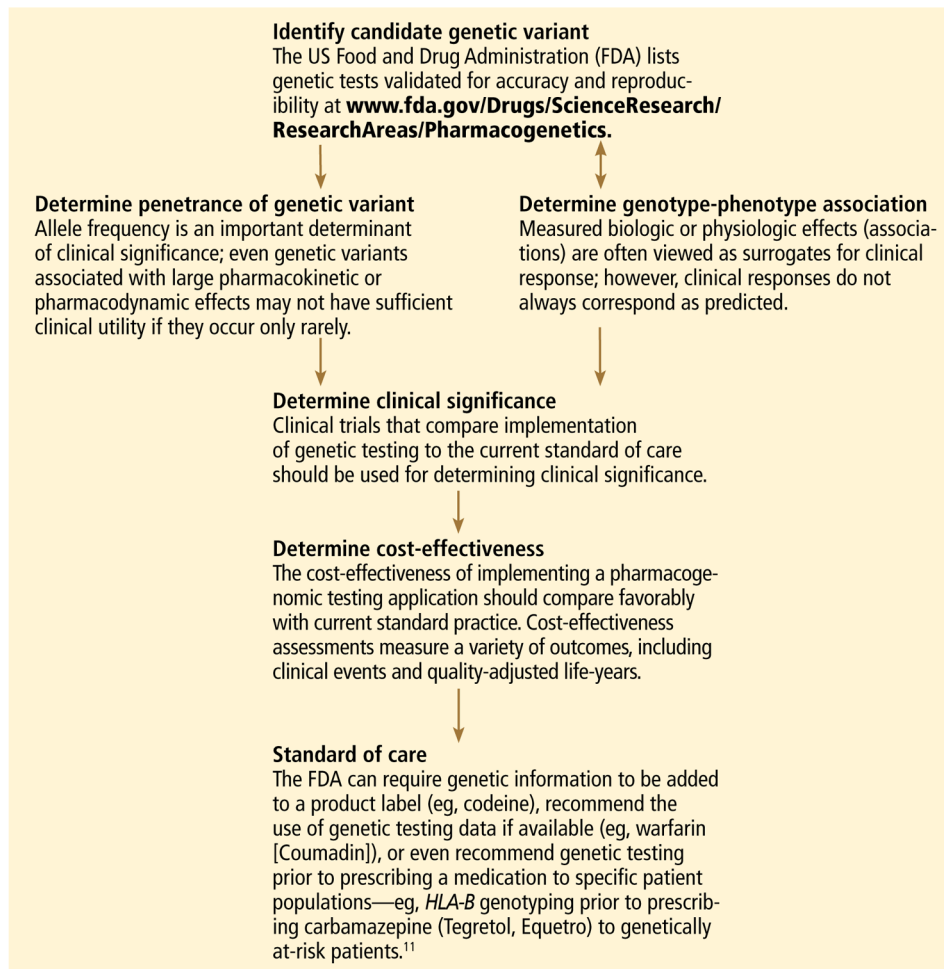 Identify candidate genetic variant
The US Food and Drug Administration (FDA) lists
genetic tests validated for accuracy and reproduc-
ibility at www.fda.gov/Drugs/ScienceResearch/
ResearchAreas/Pharmacogenetics.
Determine penetrance of genetic variant
Allele frequency is an important determinant
of clinical significance; even genetic variants
associated with large pharmacokinetic or
pharmacodynamic effects may not have sufficient
clinical utility if they occur only rarely.
Determine genotype-phenotype association
Measured biologic or physiologic effects (associa-
tions) are often viewed as surrogates for clinical
response; however, clinical responses do not
always correspond as predicted.
Determine clinical significance
Clinical trials that compare implementation
of genetic testing to the current standard of care
should be used for determining clinical significance.
Determine cost-effectiveness
The cost-effectiveness of implementing a pharmacoge-
nomic testing application should compare favorably
with current standard practice. Cost-effectiveness
assessments measure a variety of outcomes, including
clinical events and quality-adjusted life-years.
Standard of care
The FDA can require genetic information to be added
to a product label (eg, codeine), recommend the
use of genetic testing data if available (eg, warfarin
[Coumadin]), or even recommend genetic testing
prior to prescribing a medication to specific patient
populations—eg, HLA-B genotyping prior to prescrib-
ing carbamazepine (Tegretol, Equetro) to genetically
at-risk patients.11